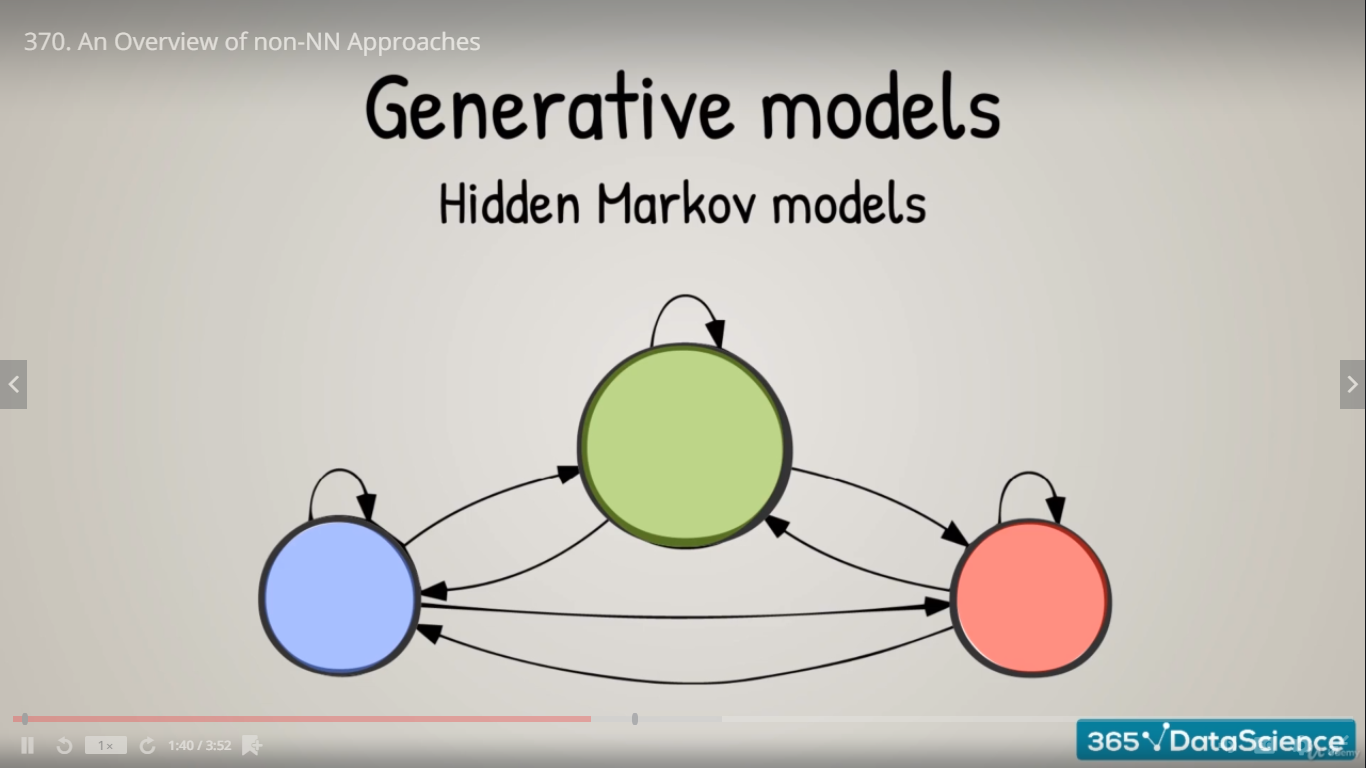 370. An Overview of non-NN Approaches
Generative models
Hidden Markov models
1×
1:40 / 3:52
365 DataScience